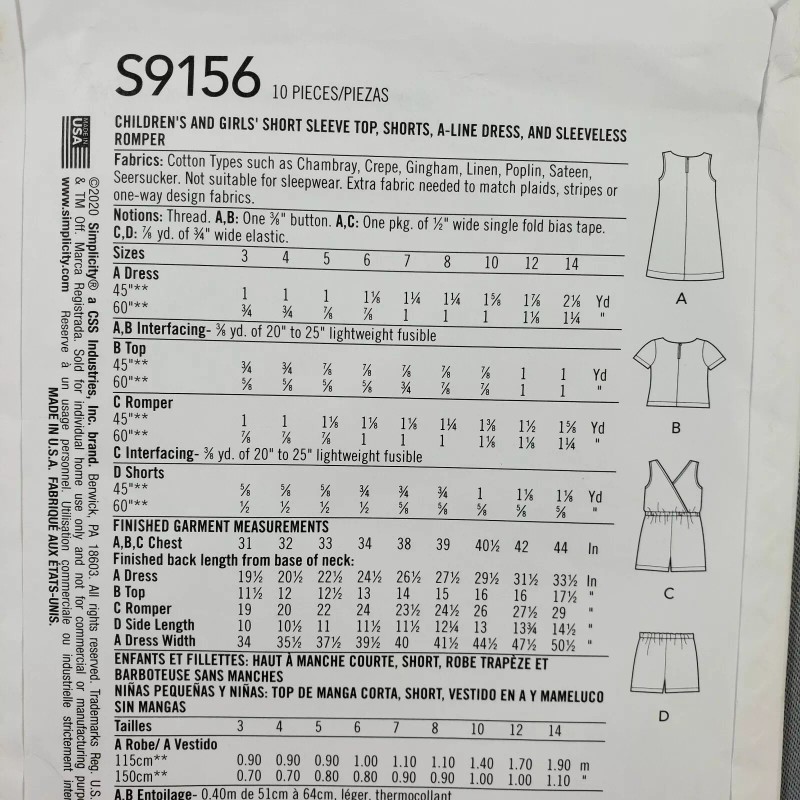 S9156 10 PIECES/PIEZAS
CHILDREN'S AND GIRLS' SHORT SLEEVE TOP, SHORTS, A-LINE DRESS, AND SLEEVELESS
ROMPER
Fabrics: Cotton Types such as Chambray, Crepe, Gingham, Linen, Poplin, Sateen,
Seersucker. Not suitable for sleepwear. Extra fabric needed to match plaids, stripes or
one-way design fabrics.
Notions: Thread. A,B: One ⅜" button. A,C: One pkg. of ½" wide single fold bias tape.
C,D: ⅞ yd. of ¾" wide elastic.
Sizes 3 4 5 6 7 8 10 12 14
A Dress
45"** 1 1 1 1⅛ 1¼ 1¼ 1⅝ 1⅞ 2⅛ Yd
60"** ¾ ¾ ⅞ ⅞ 1 1 1 1⅛ 1¼ "
A,B Interfacing- ⅜ yd. of 20" to 25" lightweight fusible
B Top
45"** ¾ ¾ ⅞ ⅞ ⅞ ⅞ ⅞ 1 1 Yd
60"** ⅝ ⅝ ⅝ ⅝ ¾ ⅞ ⅞ 1 1 "
C Romper
45"** 1 1 1⅛ 1⅛ 1⅛ 1¼ 1⅜ 1½ 1⅝ Yd
60"** ⅞ ⅞ ⅞ 1 1 1 1⅛ 1⅛ 1¼ "
C Interfacing- ⅜ yd. of 20" to 25" lightweight fusible
D Shorts
45"** ⅝ ⅝ ⅝ ¾ ¾ ¾ 1 1⅛ 1⅛ Yd
60"** ½ ½ ½ ½ ⅝ ⅝ ⅝ ⅝ ⅝ "
FINISHED GARMENT MEASUREMENTS
A,B,C Chest 31 32 33 34 38 39 40½ 42 44 In
Finished back length from base of neck:
A Dress 19½ 20½ 22½ 24½ 26½ 27½ 29½ 31½ 33½ In
B Top 11½ 12 12½ 13 14 15 16 16 17½ "
C Romper 19 20 22 24 23½ 24½ 26 27½ 29 "
D Side Length 10 10½ 11 11½ 11½ 12¼ 13 13¾ 14½ "
A Dress Width 34 35½ 37½ 39½ 40 41½ 44½ 47½ 50½ "
ENFANTS ET FILLETTES: HAUT À MANCHE COURTE, SHORT, ROBE TRAPÈZE ET
BARBOTEUSE SANS MANCHES
NIÑAS PEQUEÑAS Y NIÑAS: TOP DE MANGA CORTA, SHORT, VESTIDO EN A Y MAMELUCO
SIN MANGAS
Tailles 3 4 5 6 7 8 10 12 14
A Robe/ A Vestido
115cm** 0.90 0.90 0.90 1.00 1.10 1.10 1.40 1.70 1.90 m
150cm** 0.70 0.70 0.80 0.80 0.90 0.90 1.00 1.00 1.10 "
A,B Entoilage- 0.40m de 51cm à 64cm, léger, thermocollant
A
B
C
D
MADE IN
USA
©2020 Simplicity® a CSS Industries, Inc. brand. Berwick, PA 18603. All rights reserved. Trademarks Reg. U.S.
& TM Off. Marca Registrada. Sold for individual home use only and not for commercial or manufacturing purpo
www.simplicity.com Reserve à un usage personnel. Utilisation commerciale ou industrielle strictement inter
MADE IN U.S.A. FABRIQUÉ AUX ÉTATS-UNIS.